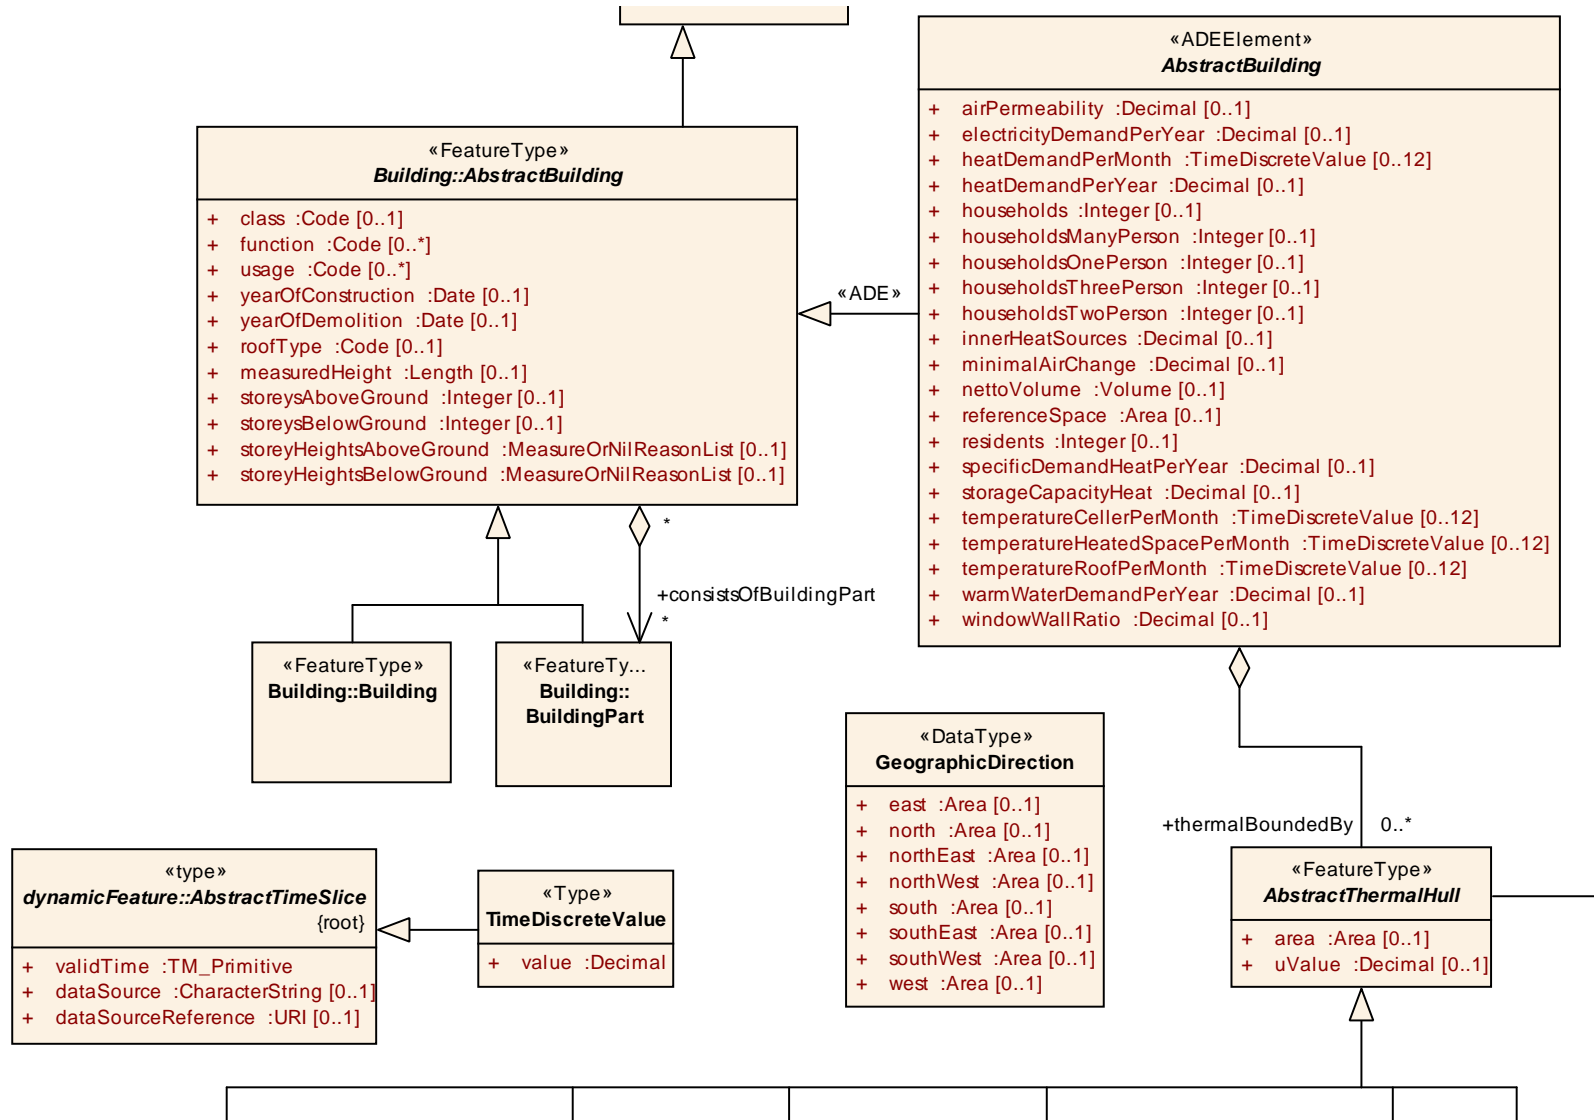 «ADEElement»
AbstractBuilding
+ airPermeability :Decimal [0..1]
+ electricityDemandPerYear :Decimal [0..1]
+ heatDemandPerMonth :TimeDiscreteValue [0..12]
+ heatDemandPerYear :Decimal [0..1]
+ households :Integer [0..1]
+ householdsManyPerson :Integer [0..1]
+ householdsOnePerson :Integer [0..1]
+ householdsThreePerson :Integer [0..1]
+ householdsTwoPerson :Integer [0..1]
+ innerHeatSources :Decimal [0..1]
+ minimalAirChange :Decimal [0..1]
+ nettoVolume :Volume [0..1]
+ referenceSpace :Area [0..1]
+ residents :Integer [0..1]
+ specificDemandHeatPerYear :Decimal [0..1]
+ storageCapacityHeat :Decimal [0..1]
+ temperatureCellerPerMonth :TimeDiscreteValue [0..12]
+ temperatureHeatedSpacePerMonth :TimeDiscreteValue [0..12]
+ temperatureRoofPerMonth :TimeDiscreteValue [0..12]
+ warmWaterDemandPerYear :Decimal [0..1]
+ windowWallRatio :Decimal [0..1]
«FeatureType»
Building::AbstractBuilding
+ class :Code [0..1]
+ function :Code [0..*]
+ usage :Code [0..*]
+ yearOfConstruction :Date [0..1]
+ yearOfDemolition :Date [0..1]
+ roofType :Code [0..1]
+ measuredHeight :Length [0..1]
+ storeysAboveGround :Integer [0..1]
+ storeysBelowGround :Integer [0..1]
+ storeyHeightsAboveGround :MeasureOrNilReasonList [0..1]
+ storeyHeightsBelowGround :MeasureOrNilReasonList [0..1]
«ADE»
*
+consistsOfBuildingPart
*
«FeatureType»
Building::Building
«FeatureTy...
Building::
BuildingPart
«DataType»
GeographicDirection
+ east :Area [0..1]
+ north :Area [0..1]
+ northEast :Area [0..1]
+ northWest :Area [0..1]
+ south :Area [0..1]
+ southEast :Area [0..1]
+ southWest :Area [0..1]
+ west :Area [0..1]
+thermalBoundedBy 0..*
«FeatureType»
AbstractThermalHull
+ area :Area [0..1]
+ uValue :Decimal [0..1]
«type»
dynamicFeature::AbstractTimeSlice
{root}
+ validTime :TM_Primitive
+ dataSource :CharacterString [0..1]
+ dataSourceReference :URI [0..1]
«Type»
TimeDiscreteValue
+ value :Decimal